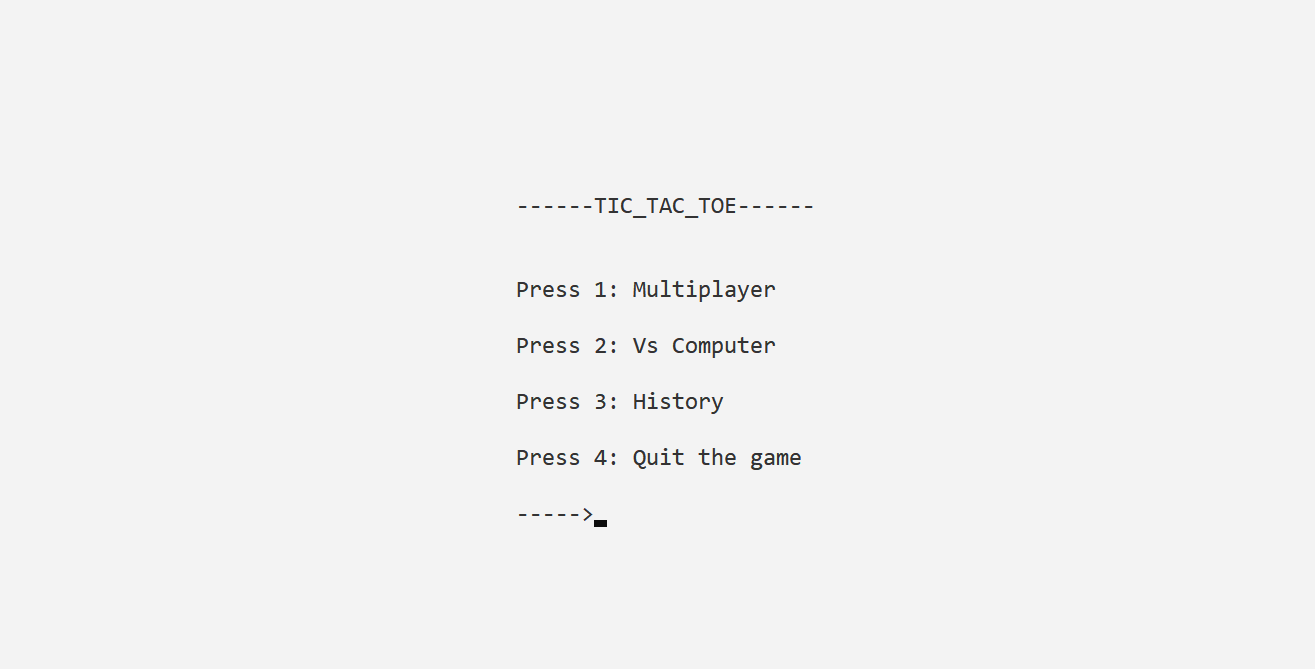 ------TIC_TAC_TOE------
Press 1: Multiplayer
Press 2: Vs Computer
Press 3: History
Press 4: Quit the game
----->